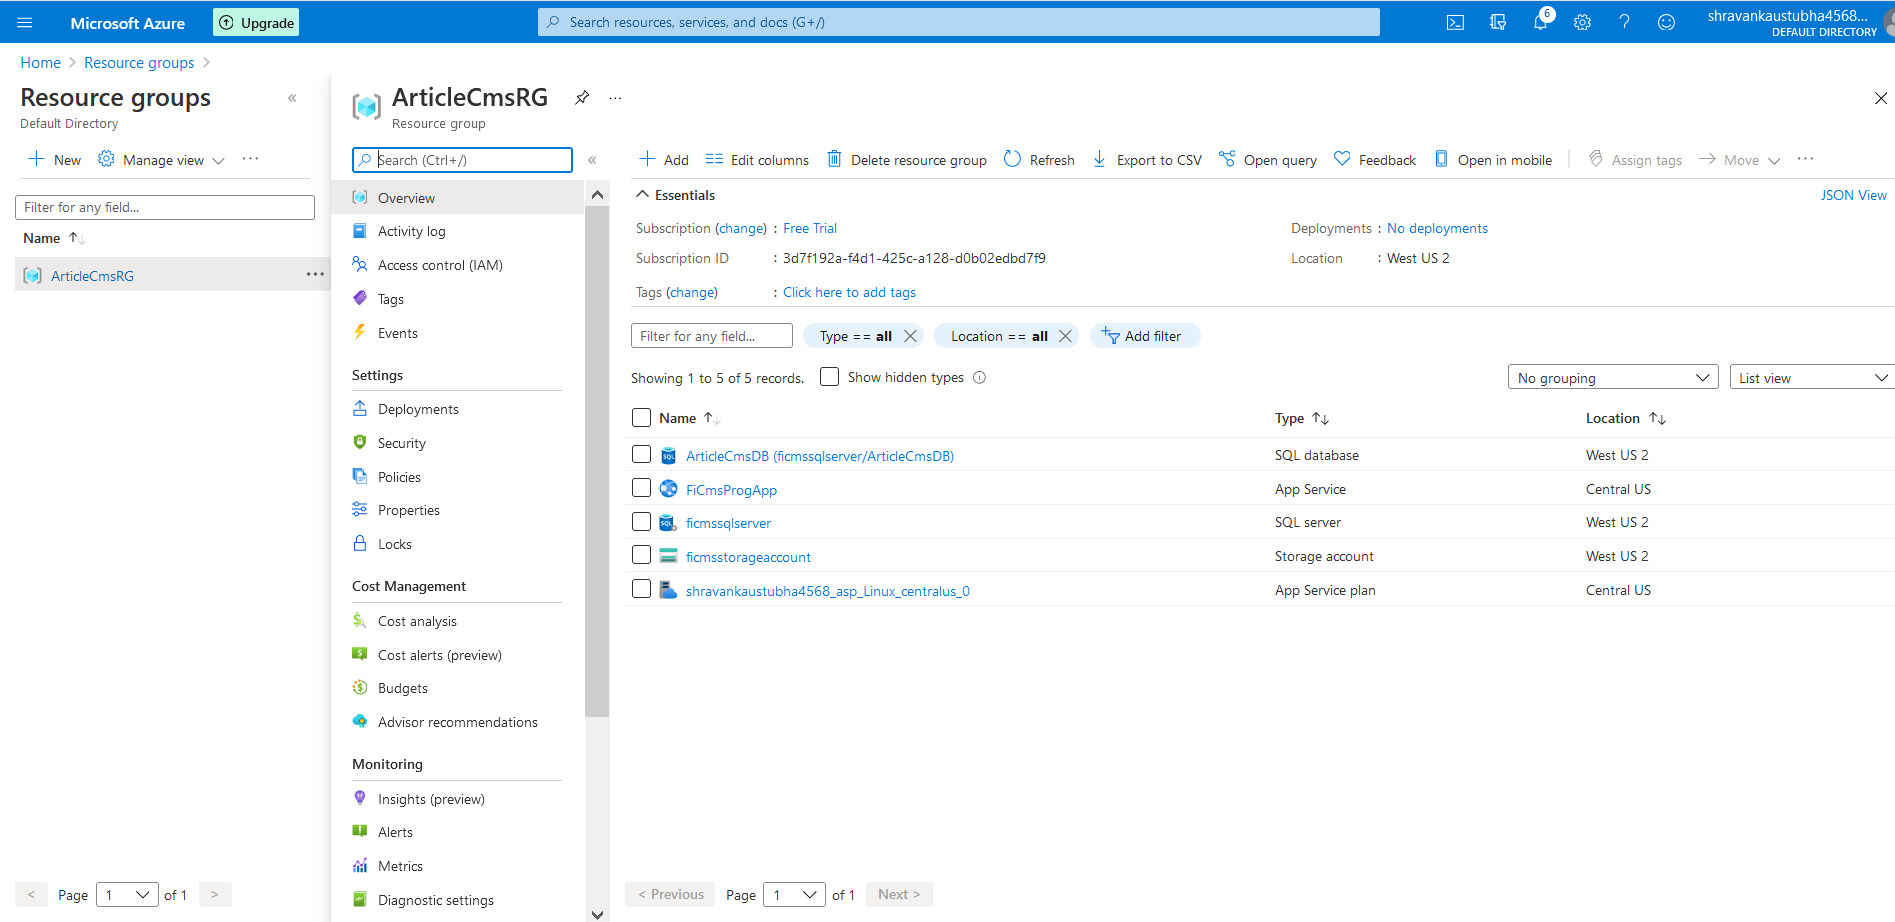 Microsoft Azure
Upgrade
Search resources, services, and docs (G+/)
6
shravankaustubha4568...
DEFAULT DIRECTORY
Home > Resource groups >
Resource groups
Default Directory
«
New
Manage view
...
Filter for any field...
Name ↑↓
ArticleCmsRG ...
< Page 1 of 1 >
ArticleCmsRG ...
Resource group
Search (Ctrl+/)
«
Overview
Activity log
Access control (IAM)
Tags
Events
Settings
Deployments
Security
Policies
Properties
Locks
Cost Management
Cost analysis
Cost alerts (preview)
Budgets
Advisor recommendations
Monitoring
Insights (preview)
Alerts
Metrics
Diagnostic settings
Add Edit columns Delete resource group Refresh Export to CSV Open query Feedback Open in mobile Assign tags Move ...
Essentials
JSON View
Subscription (change) : Free Trial
Deployments : No deployments
Subscription ID : 3d7f192a-f4d1-425c-a128-d0b02edbd7f9
Location : West US 2
Tags (change) : Click here to add tags
Filter for any field... Type == all Location == all Add filter
Showing 1 to 5 of 5 records. Show hidden types
No grouping
List view
Name ↑↓ Type ↑↓ Location ↑↓
ArticleCmsDB (ficmssqlserver/ArticleCmsDB) SQL database West US 2
FiCmsProgApp App Service Central US
ficmssqlserver SQL server West US 2
ficmsstorageaccount Storage account West US 2
shravankaustubha4568_asp_Linux_centralus_0 App Service plan Central US
< Previous Page 1 of 1 Next >